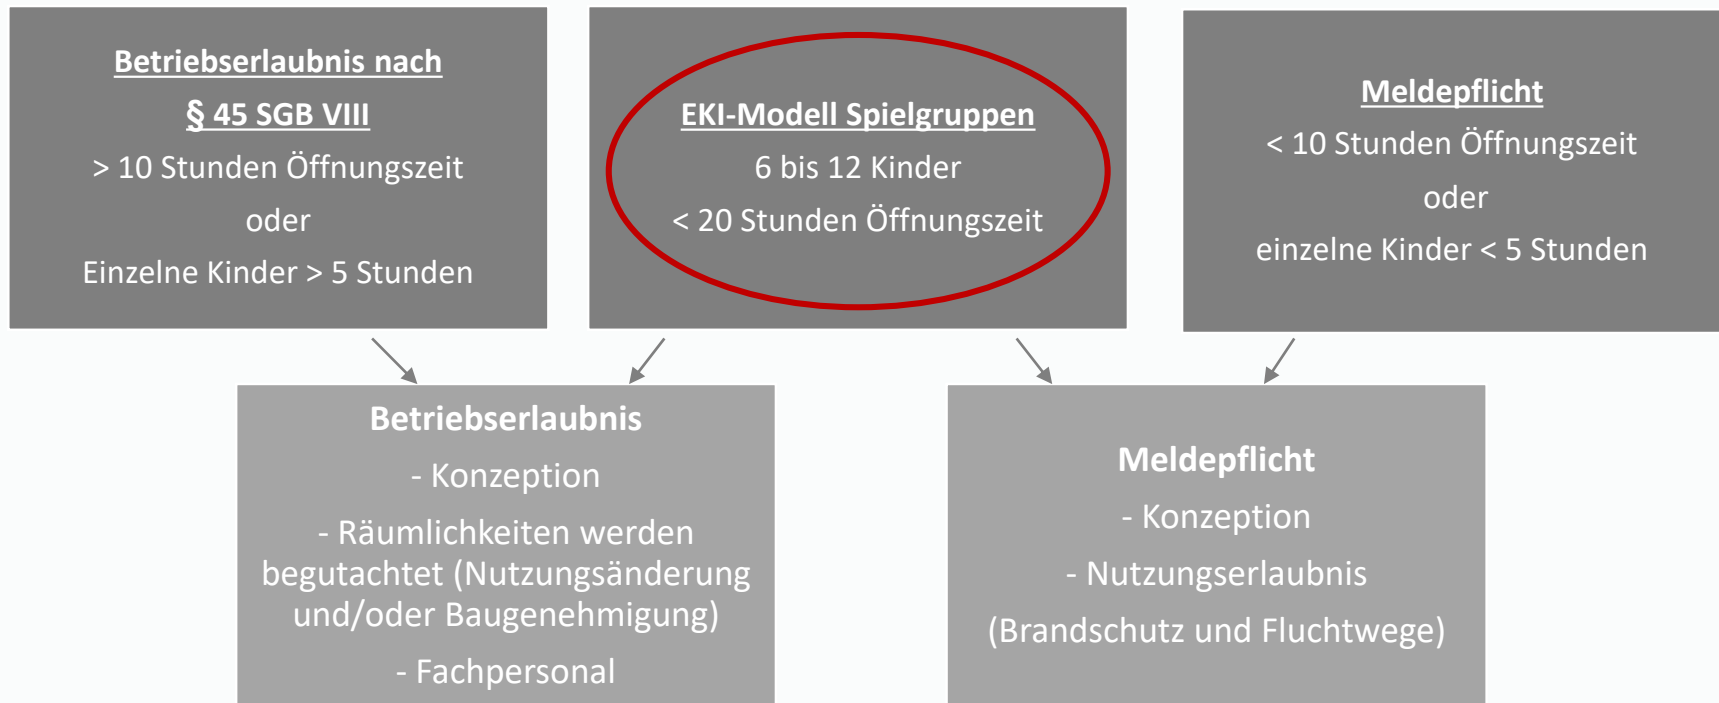 Betriebserlaubnis nach
§ 45 SGB VIII
> 10 Stunden Öffnungszeit
oder
Einzelne Kinder > 5 Stunden
EKI-Modell Spielgruppen
6 bis 12 Kinder
< 20 Stunden Öffnungszeit
Meldepflicht
< 10 Stunden Öffnungszeit
oder
einzelne Kinder < 5 Stunden
Betriebserlaubnis
- Konzeption
- Räumlichkeiten werden
begutachtet (Nutzungsänderung
und/oder Baugenehmigung)
- Fachpersonal
Meldepflicht
- Konzeption
- Nutzungserlaubnis
(Brandschutz und Fluchtwege)